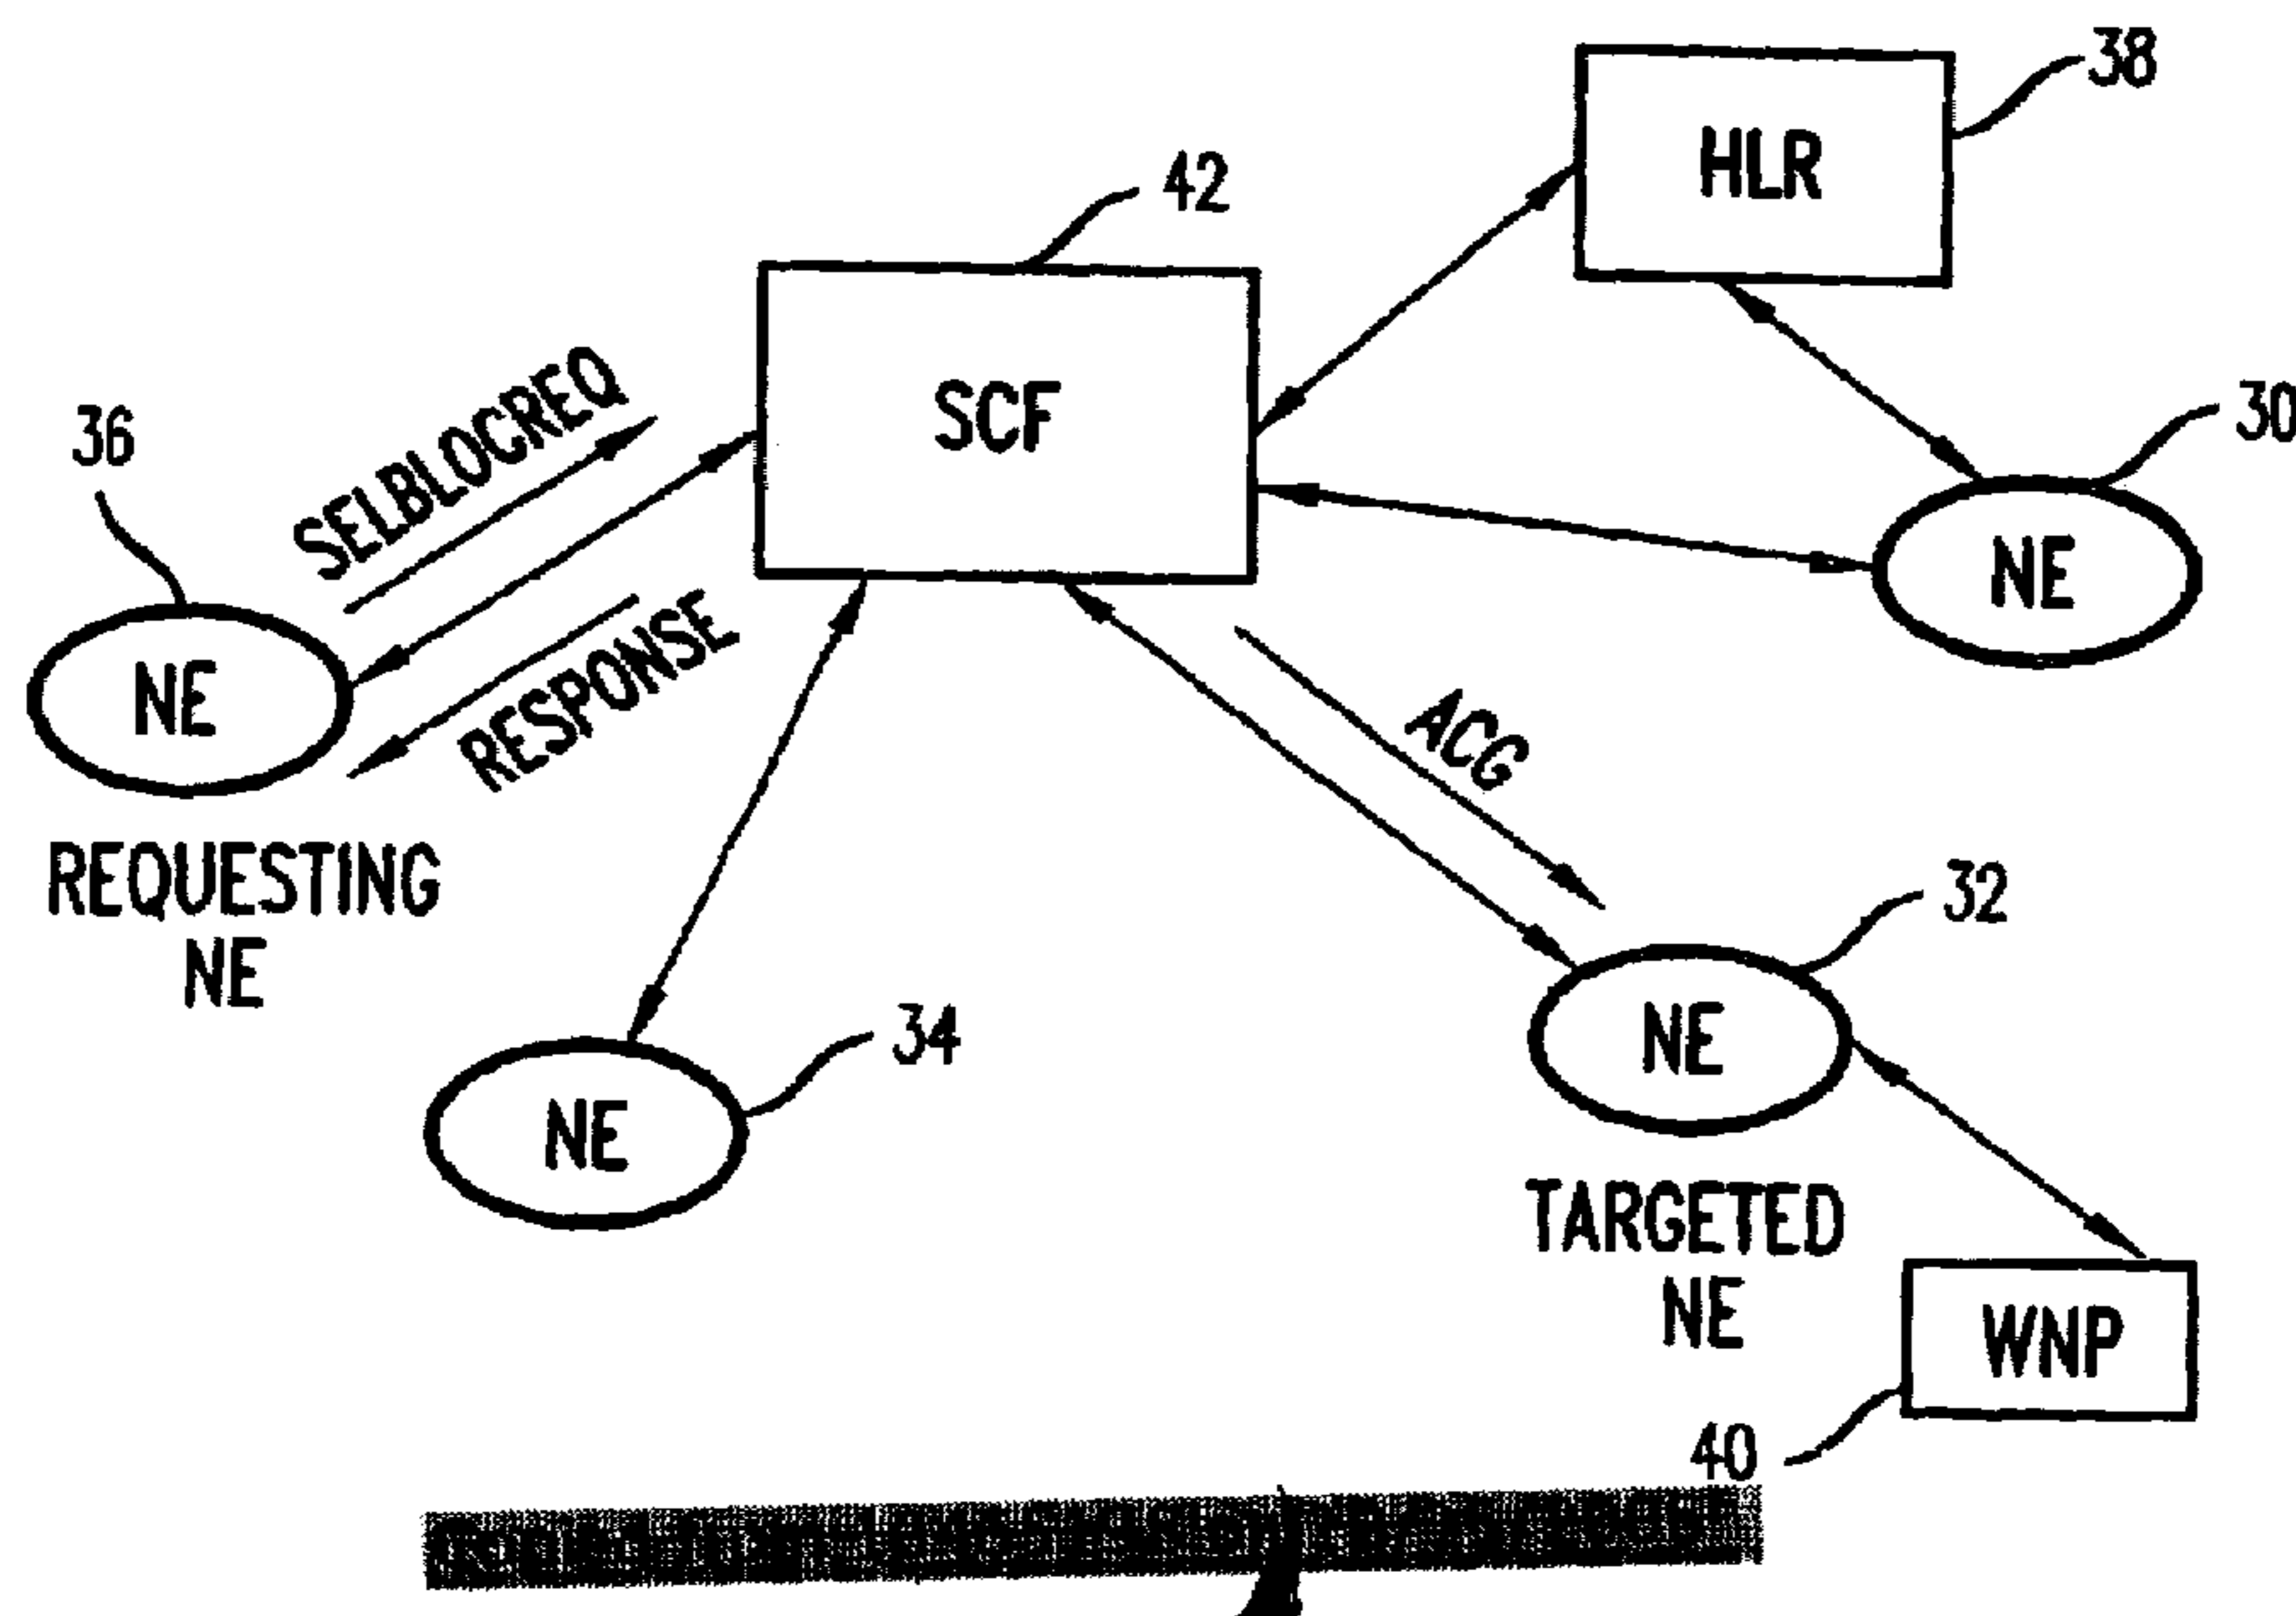 38
HLR
42
SCF
30
NE
36
SELBLOCREQ
NE
RESPONSE
REQUESTING
NE
ACG
32
NE
34
NE
TARGETED
NE
WNP
40